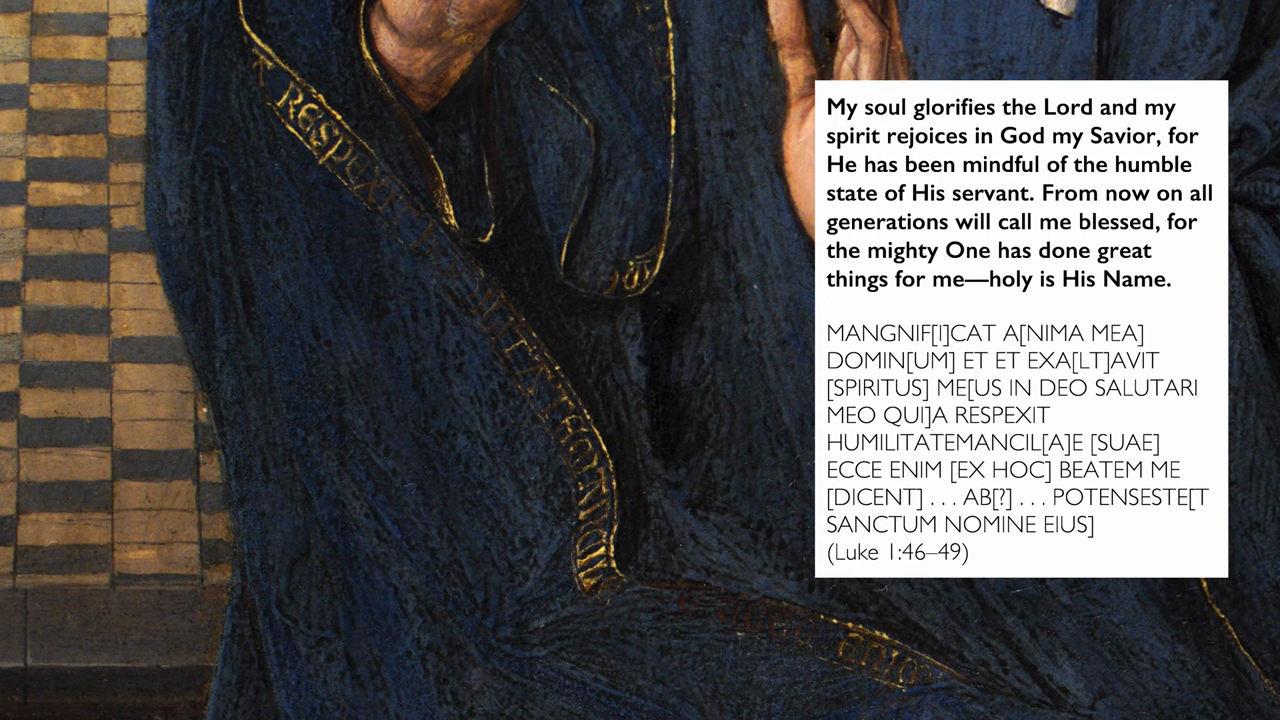 RESPEXIT
My soul glorifies the Lord and my
spirit rejoices in God my Savior, for
He has been mindful of the humble
state of His servant. From now on all
generations will call me blessed, for
the mighty One has done great
things for me—holy is His Name.
MANGNIF[I]CAT A[NIMA MEA]
DOMIN[UM] ET ET EXA[LT]AVIT
[SPIRITUS] ME[US IN DEO SALUTARI
MEO QUI]A RESPEXIT
HUMILITATEMANCIL[A]E [SUAE]
ECCE ENIM [EX HOC] BEATEM ME
[DICENT] . . . AB[?] . . . POTENSESTE[T
SANCTUM NOMINE EIUS]
(Luke 1:46–49)